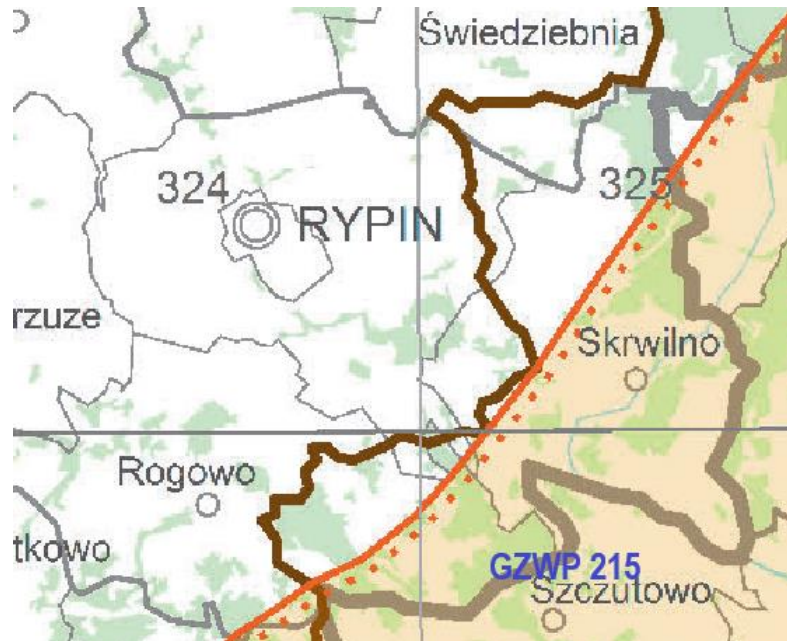 Świedziebnia
324
325
RYPIN
rzuze
Skrwilno
Rogowo
tkowo
GZWP 215
Szczutowo